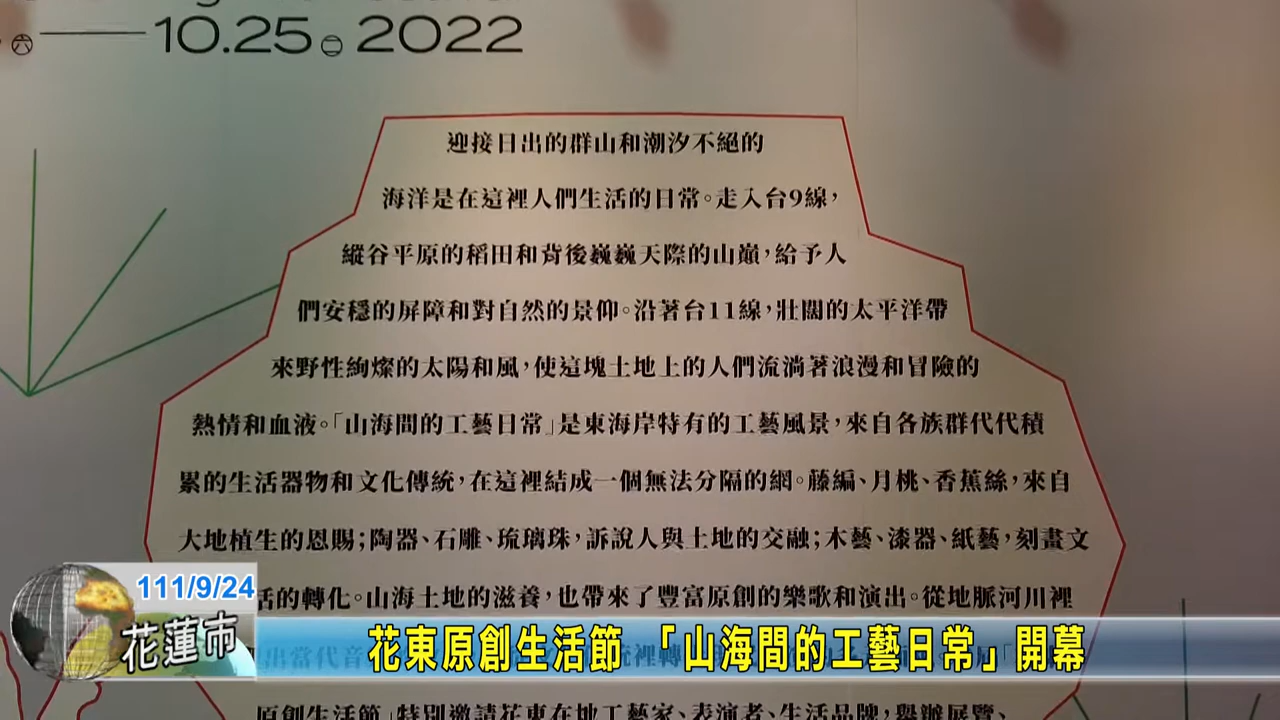 ㊅——10.25㊁2022
迎接日出的群山和潮汐不絕的
海洋是在這裡人們生活的日常。走入台9線，
縱谷平原的稻田和背後巍巍天際的山巔，給予人
們安穩的屏障和對自然的景仰。沿著台11線，壯闊的太平洋帶
來野性絢燦的太陽和風，使這塊土地上的人們流淌著浪漫和冒險的
熱情和血液。「山海間的工藝日常」是東海岸特有的工藝風景，來自各族群代代積
累的生活器物和文化傳統，在這裡結成一個無法分隔的網。藤編、月桃、香蕉絲，來自
大地植生的恩賜；陶器、石雕、琉璃珠，訴說人與土地的交融；木藝、漆器、紙藝，刻畫文
活的轉化。山海土地的滋養，也帶來了豐富原創的樂歌和演出。從地脈河川裡
出當代音
原創生活節」特別邀請花東在地工藝家、表演者、生活品牌，舉辦展覽、
111/9/24
花蓮市
花東原創生活節 「山海間的工藝日常」開幕